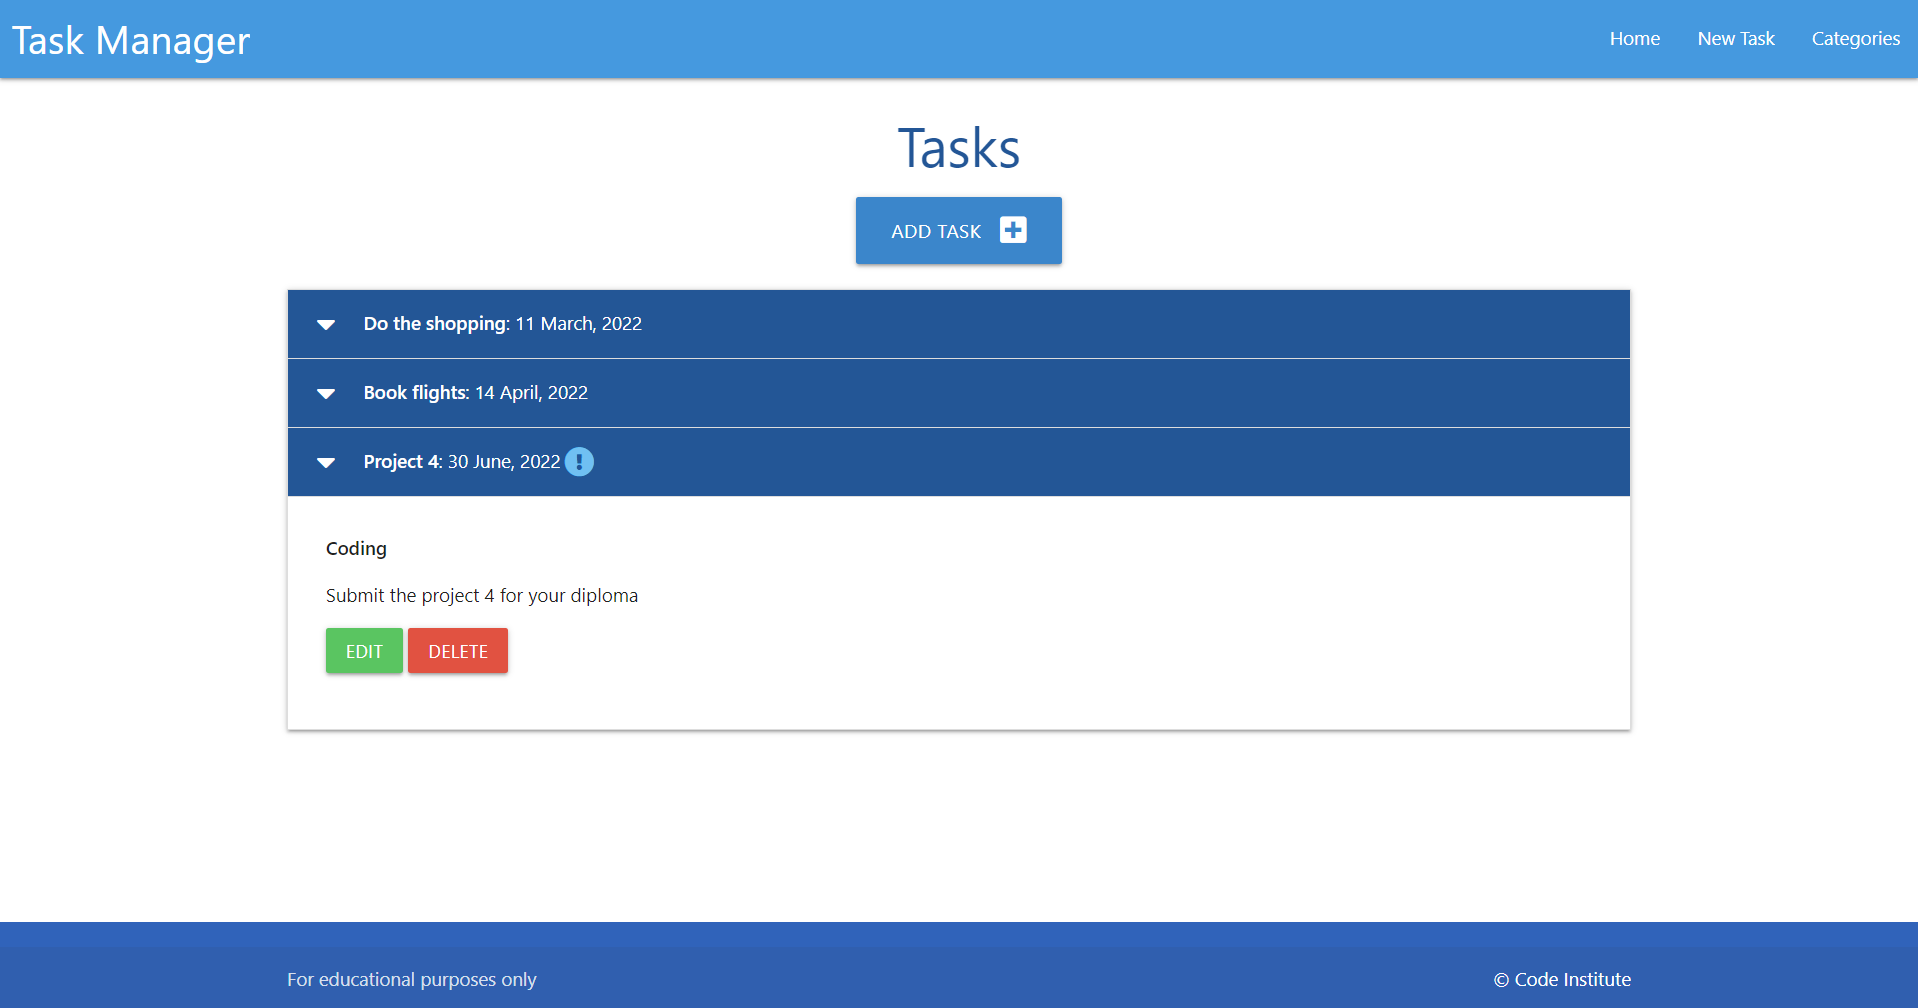 Task Manager
Home
New Task
Categories
Tasks
ADD TASK
Do the shopping: 11 March, 2022
Book flights: 14 April, 2022
Project 4: 30 June, 2022
Coding
Submit the project 4 for your diploma
EDIT
DELETE
For educational purposes only
© Code Institute